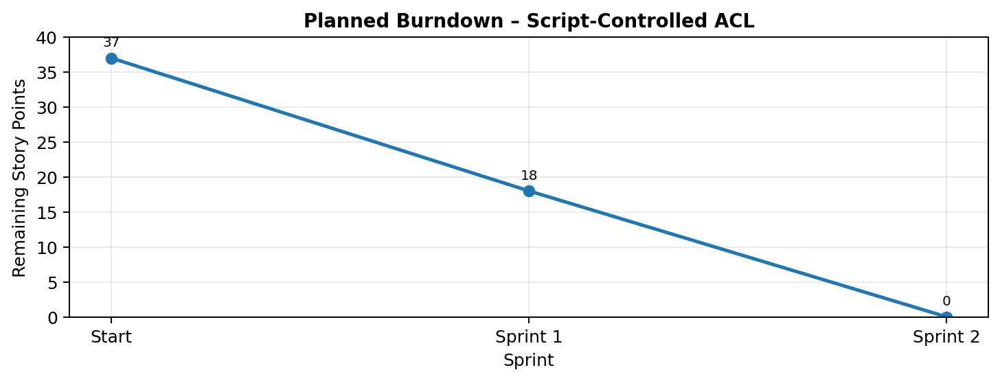 Planned Burndown – Script-Controlled ACL
Remaining Story Points
40
35
30
25
20
15
10
5
0
37
18
0
Start
Sprint 1
Sprint 2
Sprint